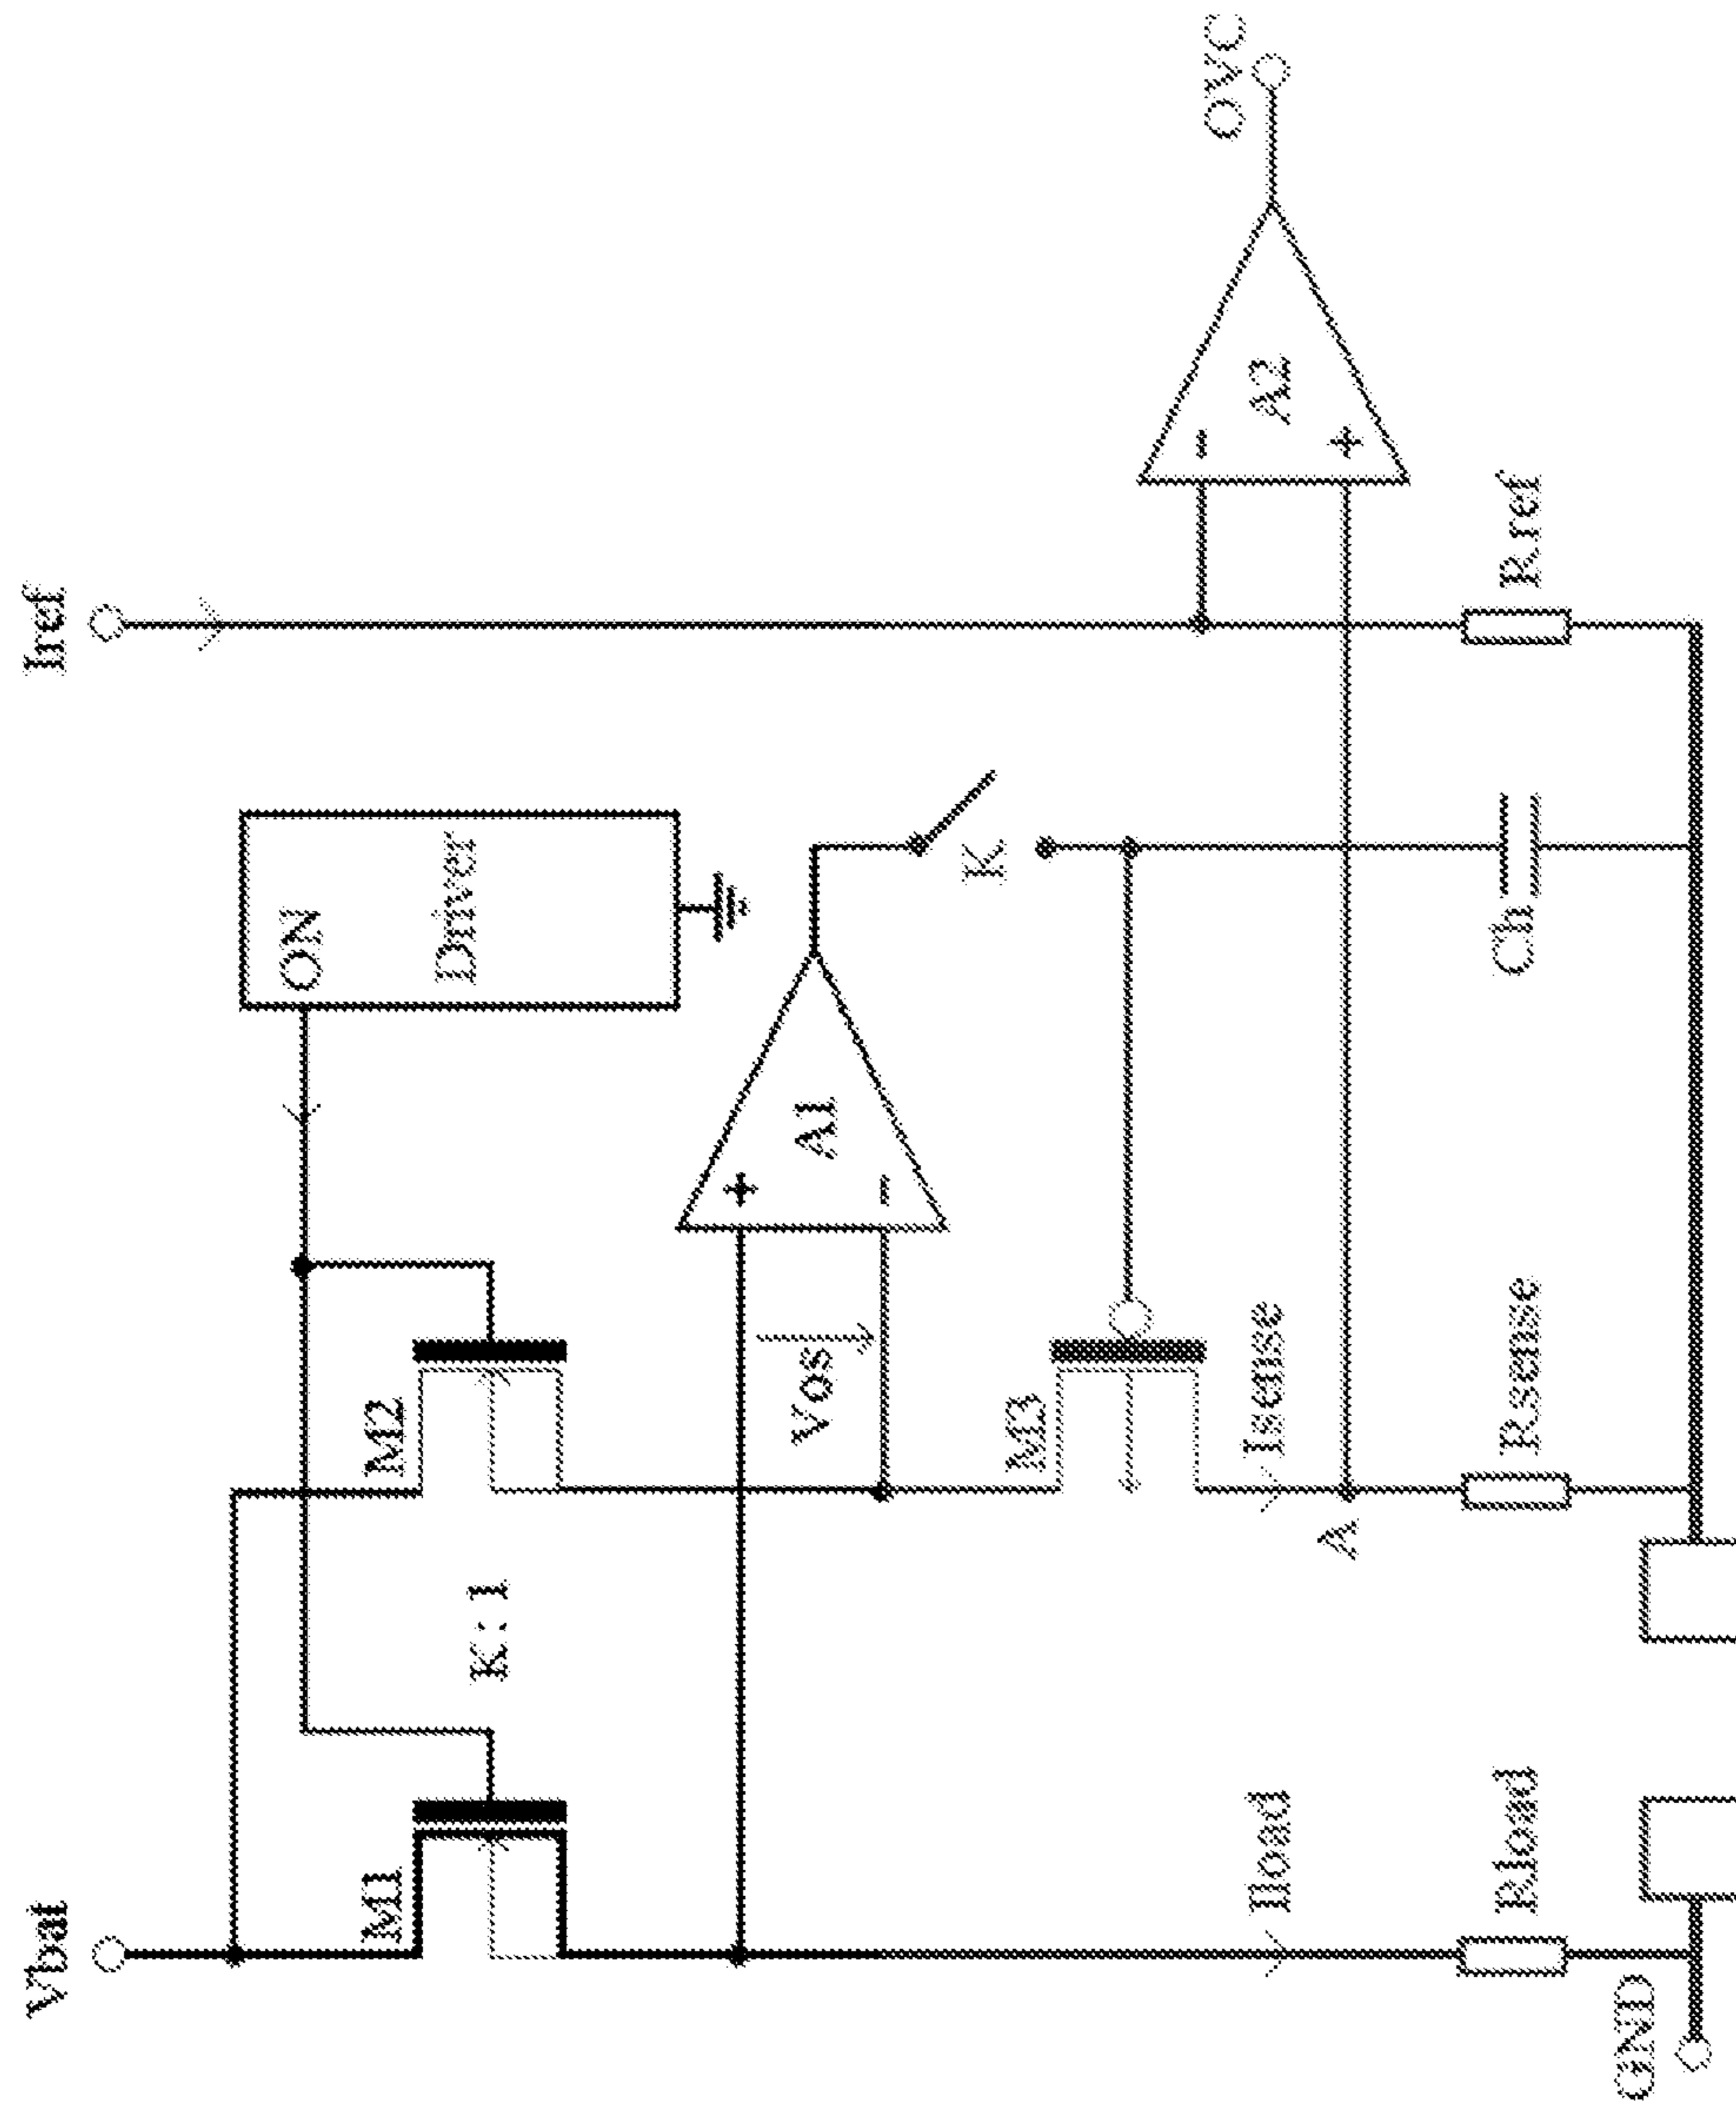 Vbat
Iref
M1
K:1
M2
ON
Driver
+
A1
-
Vos
K
M3
-
A2
+
OVC
Iload
Isense
A
Rload
Rsense
Ch
Rref
GND